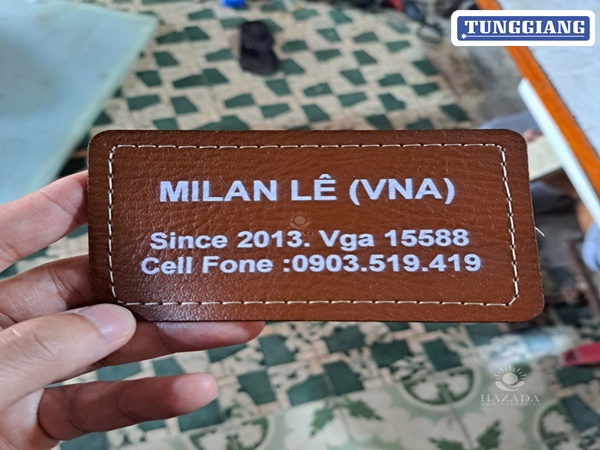 TUNGGIANG
MILAN LÊ (VNA)
Since 2013. Vga 15588
Cell Fone :0903.519.419
HAZADA